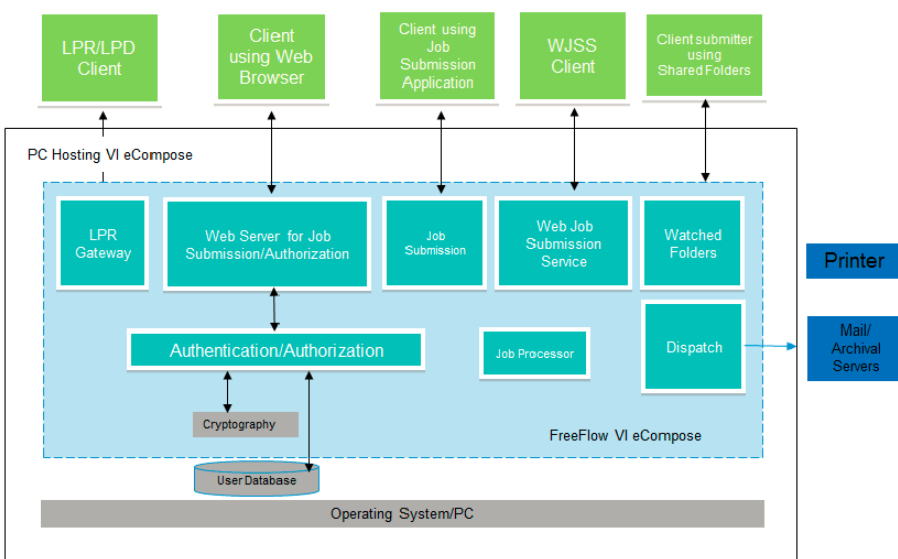 LPR/LPD
Client
Client
using Web
Browser
Client using
Job
Submission
Application
WJSS
Client
Client submitter
using
Shared Folders
PC Hosting VI eCompose
LPR
Gateway
Web Server for Job
Submission/Authorization
Job
Submission
Web Job
Submission
Service
Watched
Folders
Printer
Authentication/Authorization
Job Processor
Dispatch
Mail/
Archival
Servers
Cryptography
FreeFlow VI eCompose
User Database
Operating System/PC